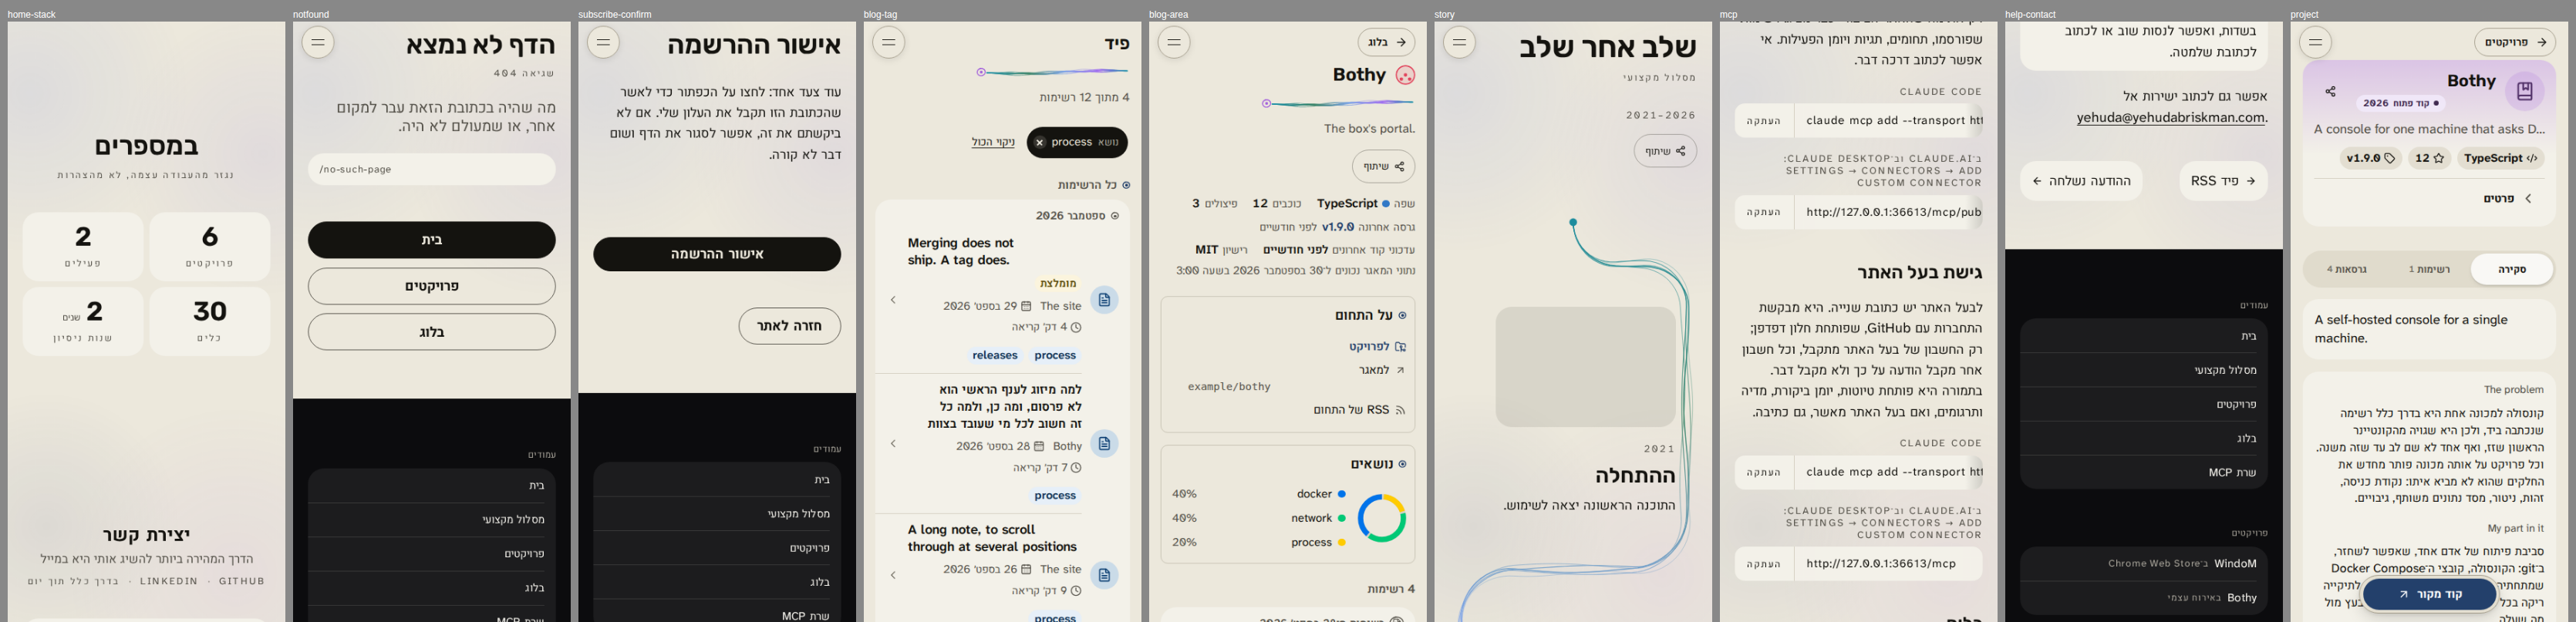 home-stack
במספרים
נגזר מהעבודה עצמה, לא מהצהרות
6
פרויקטים
2
פעילים
30
כלים
2 שנים
שנות ניסיון
יצירת קשר
הדרך המהירה ביותר להשיג אותי היא במייל
GITHUB · LINKEDIN · בדרך כלל תוך יום
notfound
הדף לא נמצא
שגיאה 404
מה שהיה בכתובת הזאת עבר למקום
אחר, או שמעולם לא היה.
/no-such-page
בית
פרויקטים
בלוג
עמודים
בית
מסלול מקצועי
פרויקטים
בלוג
שרת MCP
subscribe-confirm
אישור ההרשמה
עוד צעד אחד: לחצו על הכפתור כדי לאשר
שהכתובת הזו תקבל את העלון שלי. אם לא
ביקשתם את זה, אפשר לסגור את הדף ושום
דבר לא קורה.
אישור ההרשמה
חזרה לאתר
עמודים
בית
מסלול מקצועי
פרויקטים
בלוג
שרת MCP
blog-tag
פיד
4 מתוך 12 רשימות
נושא process
ניקוי הכול
כל הרשימות
ספטמבר 2026
Merging does not
ship. A tag does.
מומלצת
The site 29 בספט׳ 2026
4 דק׳ קריאה
process releases
למה מיזוג לענף הראשי הוא
לא פרסום, ומה כן, ולמה כל
זה חשוב לכל מי שעובד בצוות
Bothy 28 בספט׳ 2026
7 דק׳ קריאה
process
A long note, to scroll
through at several positions
The site 26 בספט׳ 2026
9 דק׳ קריאה
process
blog-area
בלוג
Bothy
The box's portal.
שיתוף
שפה TypeScript כוכבים 12 פיצולים 3
גרסה אחרונה v1.9.0 לפני חודשיים
עדכוני קוד אחרונים לפני חודשיים רישיון MIT
נתוני המאגר נכונים ל־30 בספטמבר 2026 בשעה 3:00
על התחום
לפרויקט
למאגר
example/bothy
RSS של התחום
נושאים
docker 40%
network 40%
process 20%
4 רשימות
story
שלב אחר שלב
מסלול מקצועי
2021–2026
שיתוף
2021
ההתחלה
התוכנה הראשונה יצאה לשימוש.
mcp
שפורסמו, תחומים, תגיות ויומן הפעילות. אי
אפשר לכתוב דרכה דבר.
CLAUDE CODE
העתקה
claude mcp add --transport htt
ב־CLAUDE.AI וב־CLAUDE DESKTOP:
SETTINGS → CONNECTORS → ADD
CUSTOM CONNECTOR
העתקה
http://127.0.0.1:36613/mcp/pub
גישת בעל האתר
לבעל האתר יש כתובת שנייה. היא מבקשת
התחברות עם GitHub, שפותחת חלון דפדפן;
רק החשבון של בעל האתר מתקבל, וכל חשבון
אחר מקבל הודעה על כך ולא מקבל דבר.
בתמורה היא פותחת טיוטות, יומן ביקורת, מדיה
ותרגומים, ואם בעל האתר מאשר, גם כתיבה.
CLAUDE CODE
העתקה
claude mcp add --transport htt
ב־CLAUDE.AI וב־CLAUDE DESKTOP:
SETTINGS → CONNECTORS → ADD
CUSTOM CONNECTOR
העתקה
http://127.0.0.1:36613/mcp
help-contact
בשדות, ואפשר לנסות שוב או לכתוב
לכתובת שלמטה.
אפשר גם לכתוב ישירות אל
yehuda@yehudabriskman.com.
פיד RSS
ההודעה נשלחה
עמודים
בית
מסלול מקצועי
פרויקטים
בלוג
שרת MCP
פרויקטים
WindoM ב־Chrome Web Store
Bothy באירוח עצמי
project
פרויקטים
Bothy
קוד פתוח 2026
A console for one machine that asks D...
TypeScript
12
v1.9.0
פרטים
סקירה
רשימות 1
גרסאות 4
A self-hosted console for a single
machine.
The problem
קונסולה למכונה אחת היא בדרך כלל רשימה
שנכתבה ביד, ולכן היא שגויה מהקונטיינר
הראשון שזז, ואף אחד לא שם לב עד שזה משנה.
וכל פרויקט על אותה מכונה פותר מחדש את
החלקים שהוא לא מביא איתו: נקודת כניסה,
זהות, ניטור, מסד נתונים משותף, גיבויים.
My part in it
סביבת פיתוח של אדם אחד, שאפשר לשחזר,
ב־git: הקונסולה, קובצי ה־Docker Compose
שמתחתיה
לתיקייה
ריקה בכל
בעץ מול
קוד מקור